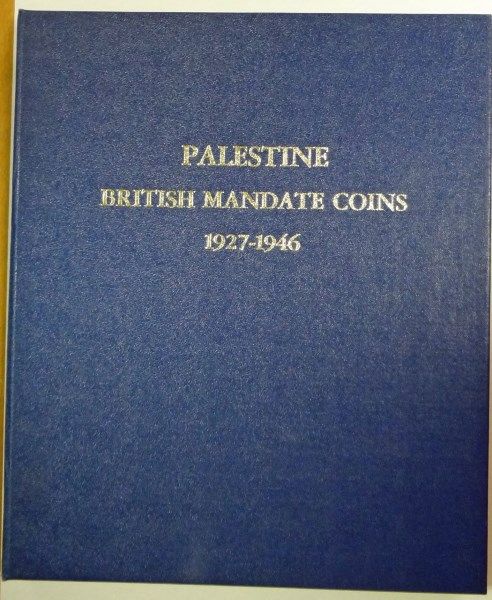 PALESTINE
BRITISH MANDATE COINS
1927-1946